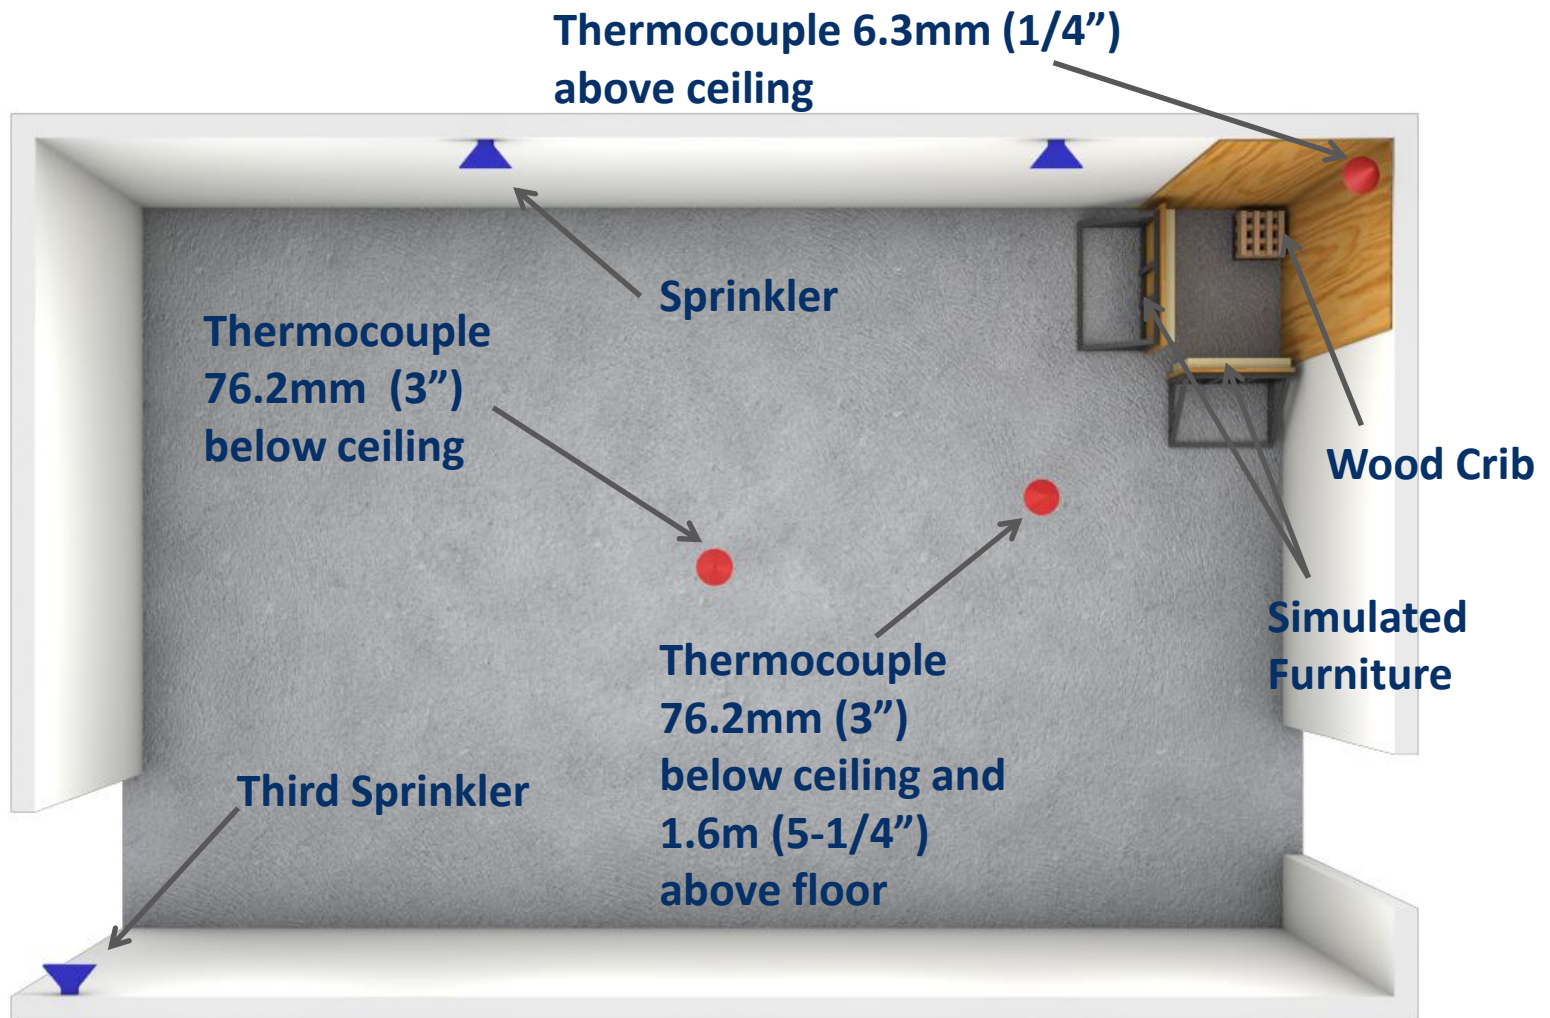 Thermocouple 6.3mm (1/4”)
above ceiling
Sprinkler
Thermocouple
76.2mm (3”)
below ceiling
Wood Crib
Simulated
Furniture
Thermocouple
76.2mm (3”)
below ceiling and
1.6m (5-1/4”)
above floor
Third Sprinkler